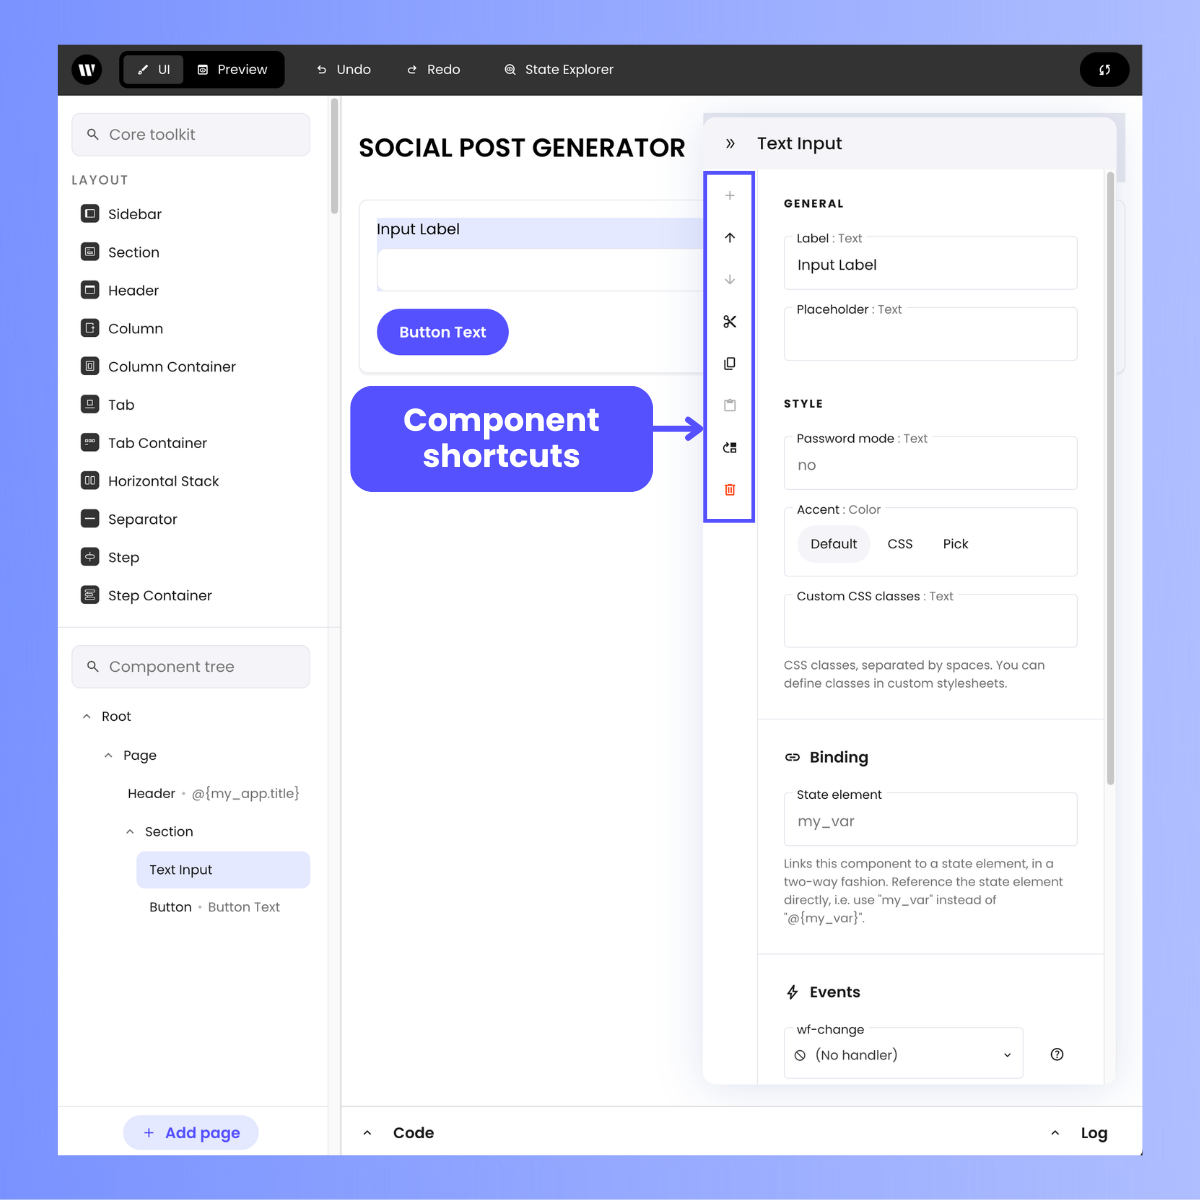 W
UI
Preview
Undo
Redo
State Explorer
Core toolkit
LAYOUT
Sidebar
Section
Header
Column
Column Container
Tab
Tab Container
Horizontal Stack
Separator
Step
Step Container
Component tree
Root
Page
Header • @{my_app.title}
Section
Text Input
Button • Button Text
+ Add page
SOCIAL POST GENERATOR
Input Label
Button Text
Component
shortcuts
Text Input
GENERAL
Label : Text
Input Label
Placeholder : Text
STYLE
Password mode : Text
no
Accent : Color
Default
CSS
Pick
Custom CSS classes : Text
CSS classes, separated by spaces. You can
define classes in custom stylesheets.
Binding
State element
my_var
Links this component to a state element, in a
two-way fashion. Reference the state element
directly, i.e. use "my_var" instead of
"@{my_var}".
Events
wf-change
(No handler)
Code
Log